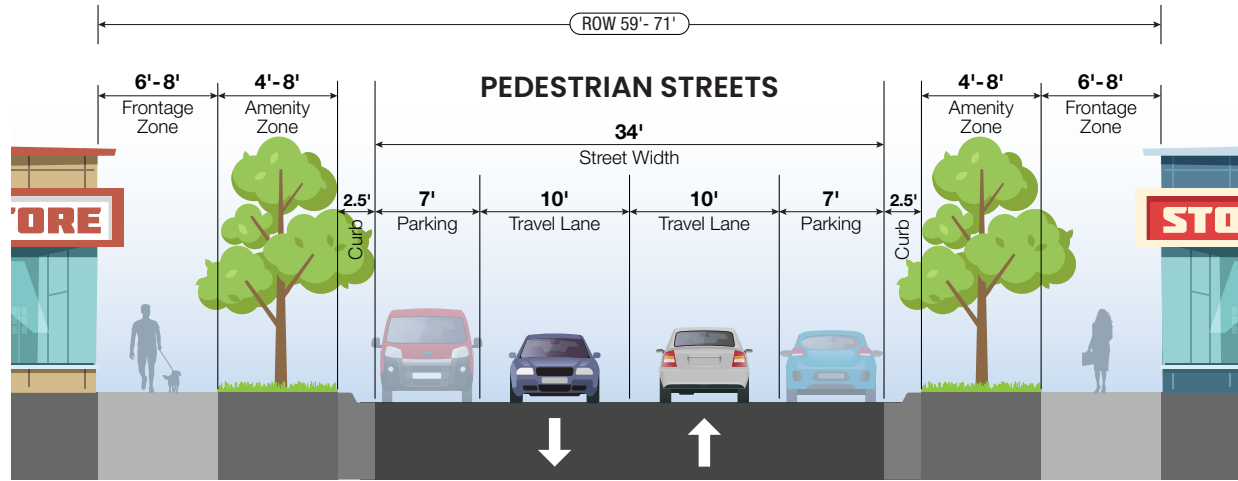 ROW 59'- 71'
6'-8'
Frontage
Zone
4'-8'
Amenity
Zone
PEDESTRIAN STREETS
34'
Street Width
4'-8'
Amenity
Zone
6'-8'
Frontage
Zone
2.5'
Curb
7'
Parking
10'
Travel Lane
10'
Travel Lane
7'
Parking
2.5'
Curb
TORE
STO